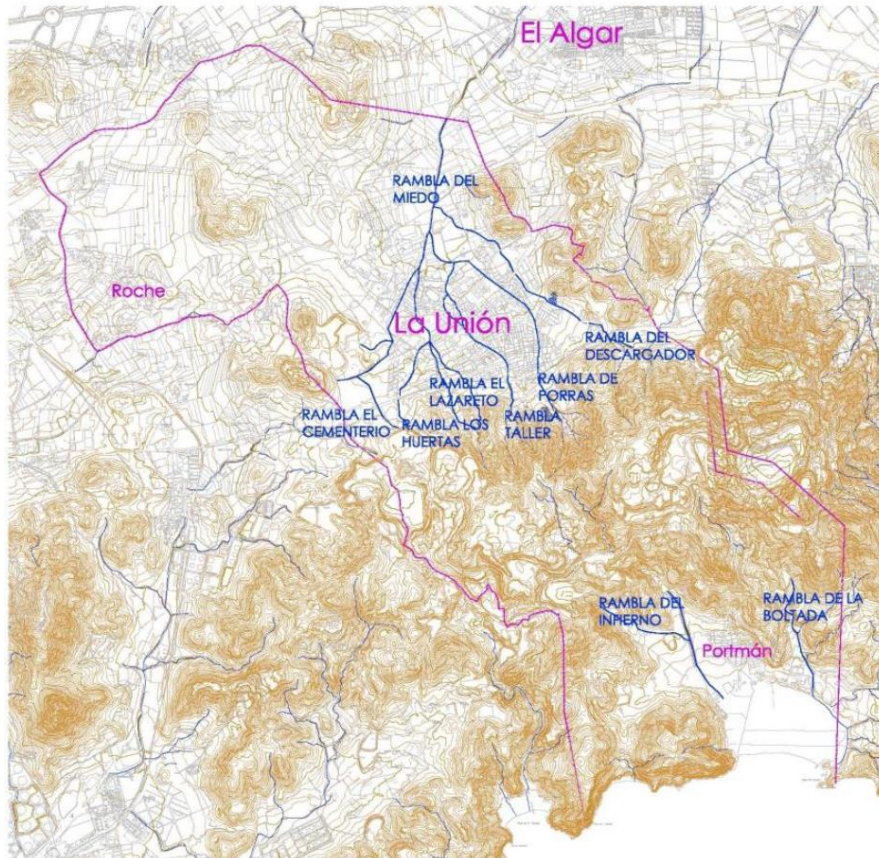 El Algar
RAMBLA DEL
MIEDO
Roche
La Unión
RAMBLA DEL
DESCARGADOR
RAMBLA EL
LAZARETO
RAMBLA DE
FORRAS
RAMBLA EL
CEMENTERIO
RAMBLA LOS
HUERTAS
RAMBLA
TALLER
RAMBLA DEL
INFIERNO
RAMBLA DE LA
BOLTADA
Portmán